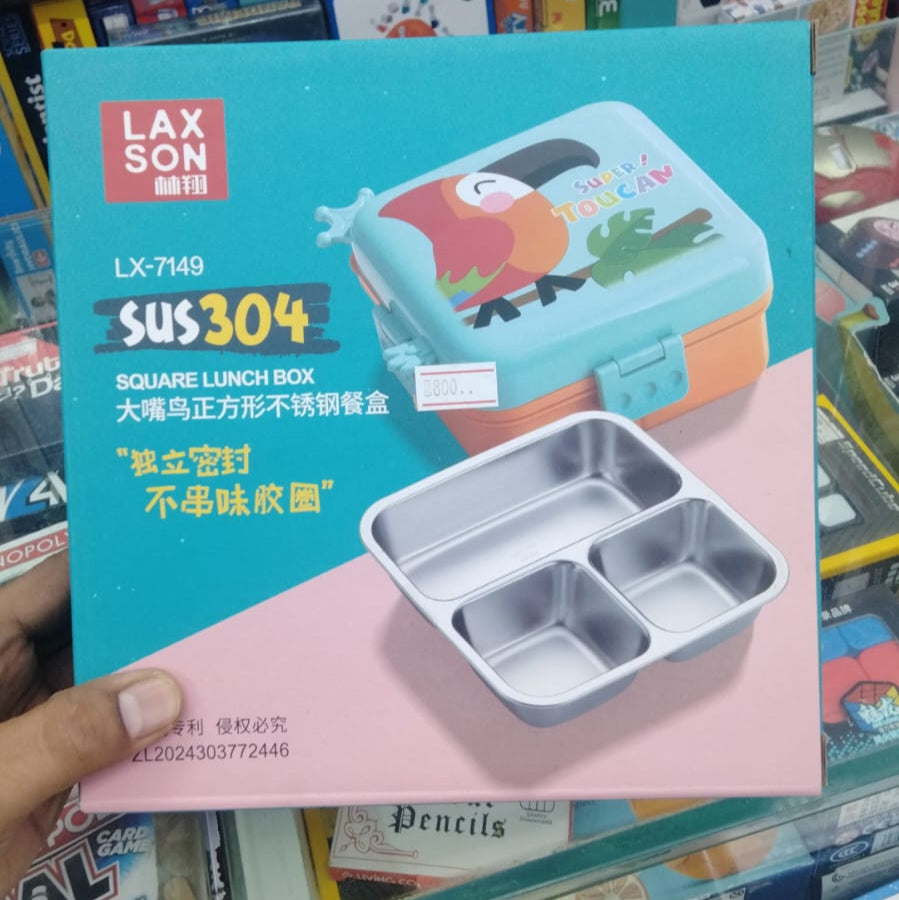 LAX
SON
林翔
LX-7149
SUS304
SQUARE LUNCH BOX
大嘴鸟正方形不锈钢餐盒
“独立密封
不串味胶圈”
SUPER!
TOUCAN
专利 侵权必究
ZL2024303772446
Pencils
CARD
GAME